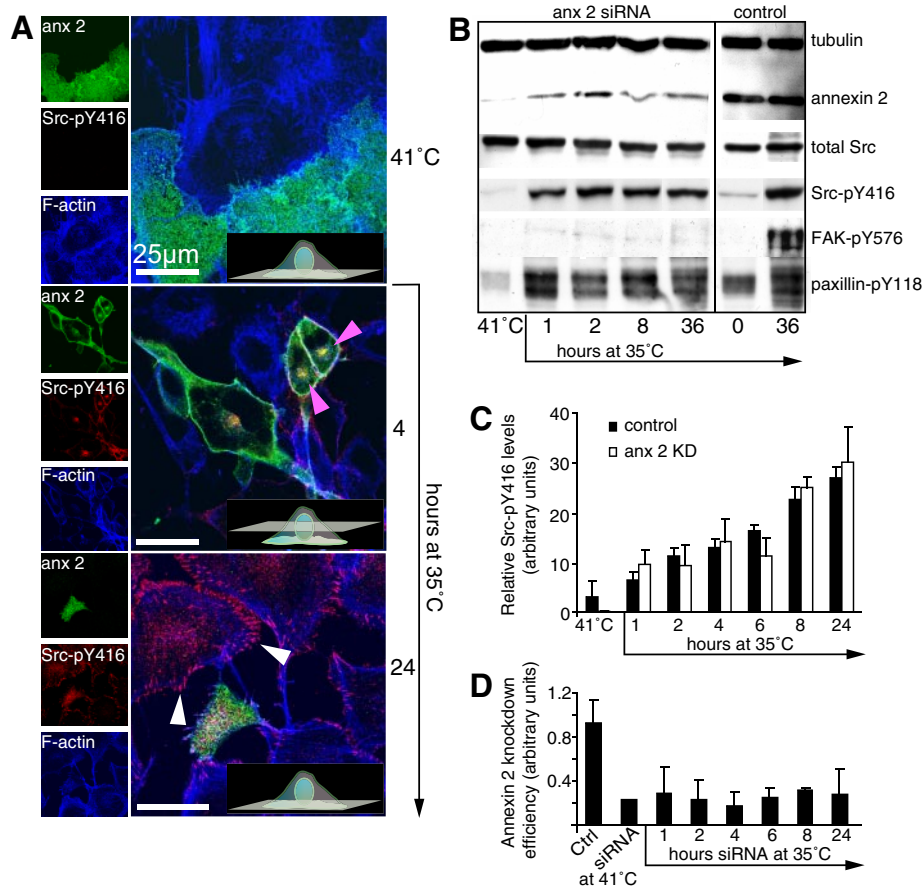 A
anx 2
Src-pY416
F-actin
25µm
41˚C
anx 2
Src-pY416
F-actin
4
anx 2
Src-pY416
F-actin
24
hours at 35˚C
B
anx 2 siRNA
control
tubulin
annexin 2
total Src
Src-pY416
FAK-pY576
paxillin-pY118
41˚C 1 2 8 36 0 36
hours at 35˚C
C
Relative Src-pY416 levels
(arbitrary units)
40
30
20
10
0
control
anx 2 KD
41˚C 1 2 4 6 8 24
hours at 35˚C
D
Annexin 2 knockdown
efficiency (arbitrary units)
1.2
0.8
0.4
Ctrl
siRNA
at 41˚C
1 2 4 6 8 24
hours siRNA at 35˚C